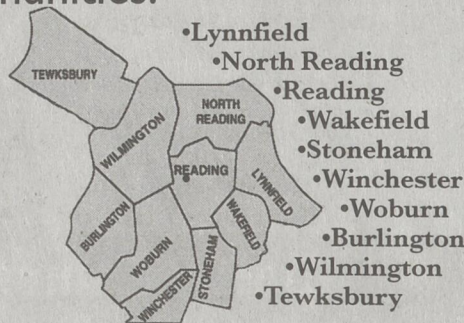 •Lynnfield
•North Reading
•Reading
•Wakefield
•Stoneham
•Winchester
•Woburn
•Burlington
•Wilmington
•Tewksbury
TEWKSBURY
WILMINGTON
NORTH
READING
READING
LYNNFIELD
WAKEFIELD
BURLINGTON
WOBURN
STONEHAM
WINCHESTER